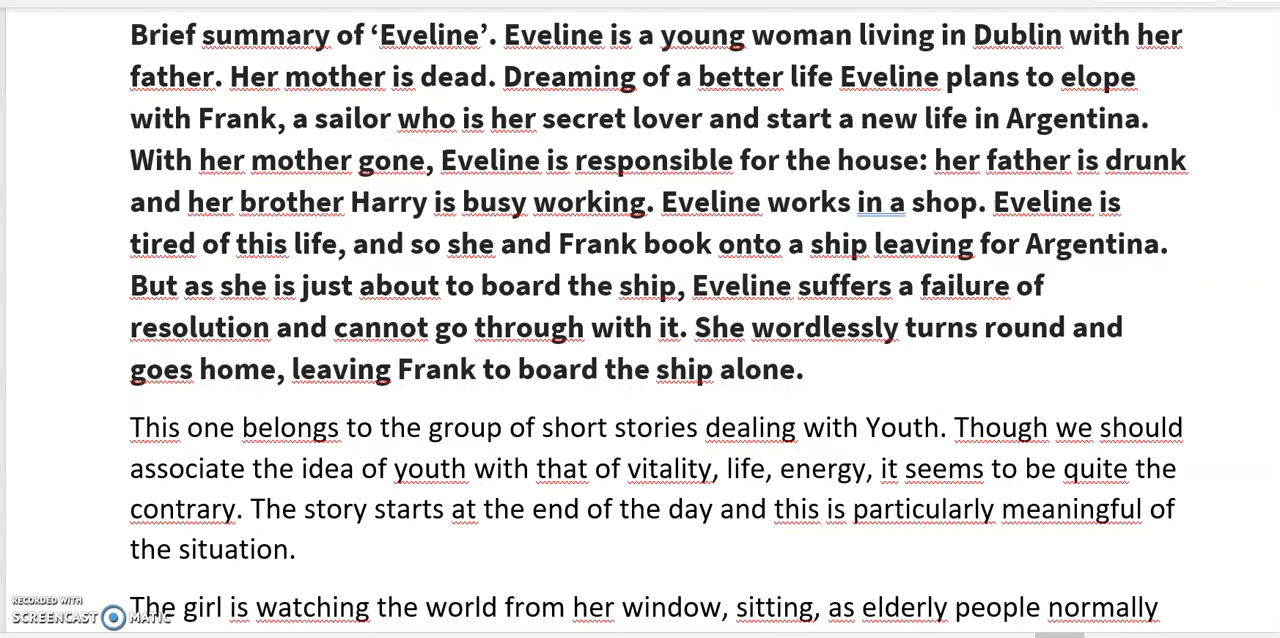 Brief summary of ‘Eveline’. Eveline is a young woman living in Dublin with her
father. Her mother is dead. Dreaming of a better life Eveline plans to elope
with Frank, a sailor who is her secret lover and start a new life in Argentina.
With her mother gone, Eveline is responsible for the house: her father is drunk
and her brother Harry is busy working. Eveline works in a shop. Eveline is
tired of this life, and so she and Frank book onto a ship leaving for Argentina.
But as she is just about to board the ship, Eveline suffers a failure of
resolution and cannot go through with it. She wordlessly turns round and
goes home, leaving Frank to board the ship alone.
This one belongs to the group of short stories dealing with Youth. Though we should
associate the idea of youth with that of vitality, life, energy, it seems to be quite the
contrary. The story starts at the end of the day and this is particularly meaningful of
the situation.
The girl is watching the world from her window, sitting, as elderly people normally
RECORDED WITH
SCREENCAST MATIC